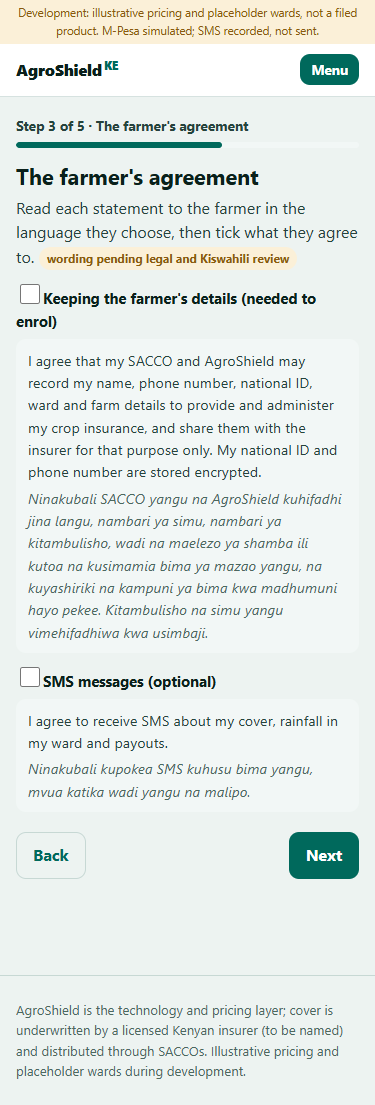 Development: illustrative pricing and placeholder wards, not a filed
product. M-Pesa simulated; SMS recorded, not sent.
AgroShield KE
Menu
Step 3 of 5 · The farmer's agreement
The farmer's agreement
Read each statement to the farmer in the
language they choose, then tick what they agree
to. wording pending legal and Kiswahili review
Keeping the farmer's details (needed to
enrol)
I agree that my SACCO and AgroShield may
record my name, phone number, national ID,
ward and farm details to provide and administer
my crop insurance, and share them with the
insurer for that purpose only. My national ID and
phone number are stored encrypted.
Ninakubali SACCO yangu na AgroShield kuhifadhi
jina langu, nambari ya simu, nambari ya
kitambulisho, wadi na maelezo ya shamba ili
kutoa na kusimamia bima ya mazao yangu, na
kuyashiriki na kampuni ya bima kwa madhumuni
hayo pekee. Kitambulisho na simu yangu
vimehifadhiwa kwa usimbaji.
SMS messages (optional)
I agree to receive SMS about my cover, rainfall in
my ward and payouts.
Ninakubali kupokea SMS kuhusu bima yangu,
mvua katika wadi yangu na malipo.
Back
Next
AgroShield is the technology and pricing layer; cover is
underwritten by a licensed Kenyan insurer (to be named)
and distributed through SACCOs. Illustrative pricing and
placeholder wards during development.